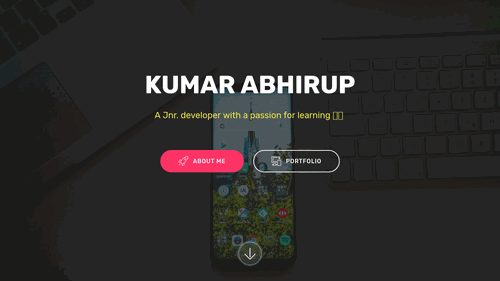 KUMAR ABHIRUP
A Jnr. developer with a passion for learning
ABOUT ME
PORTFOLIO